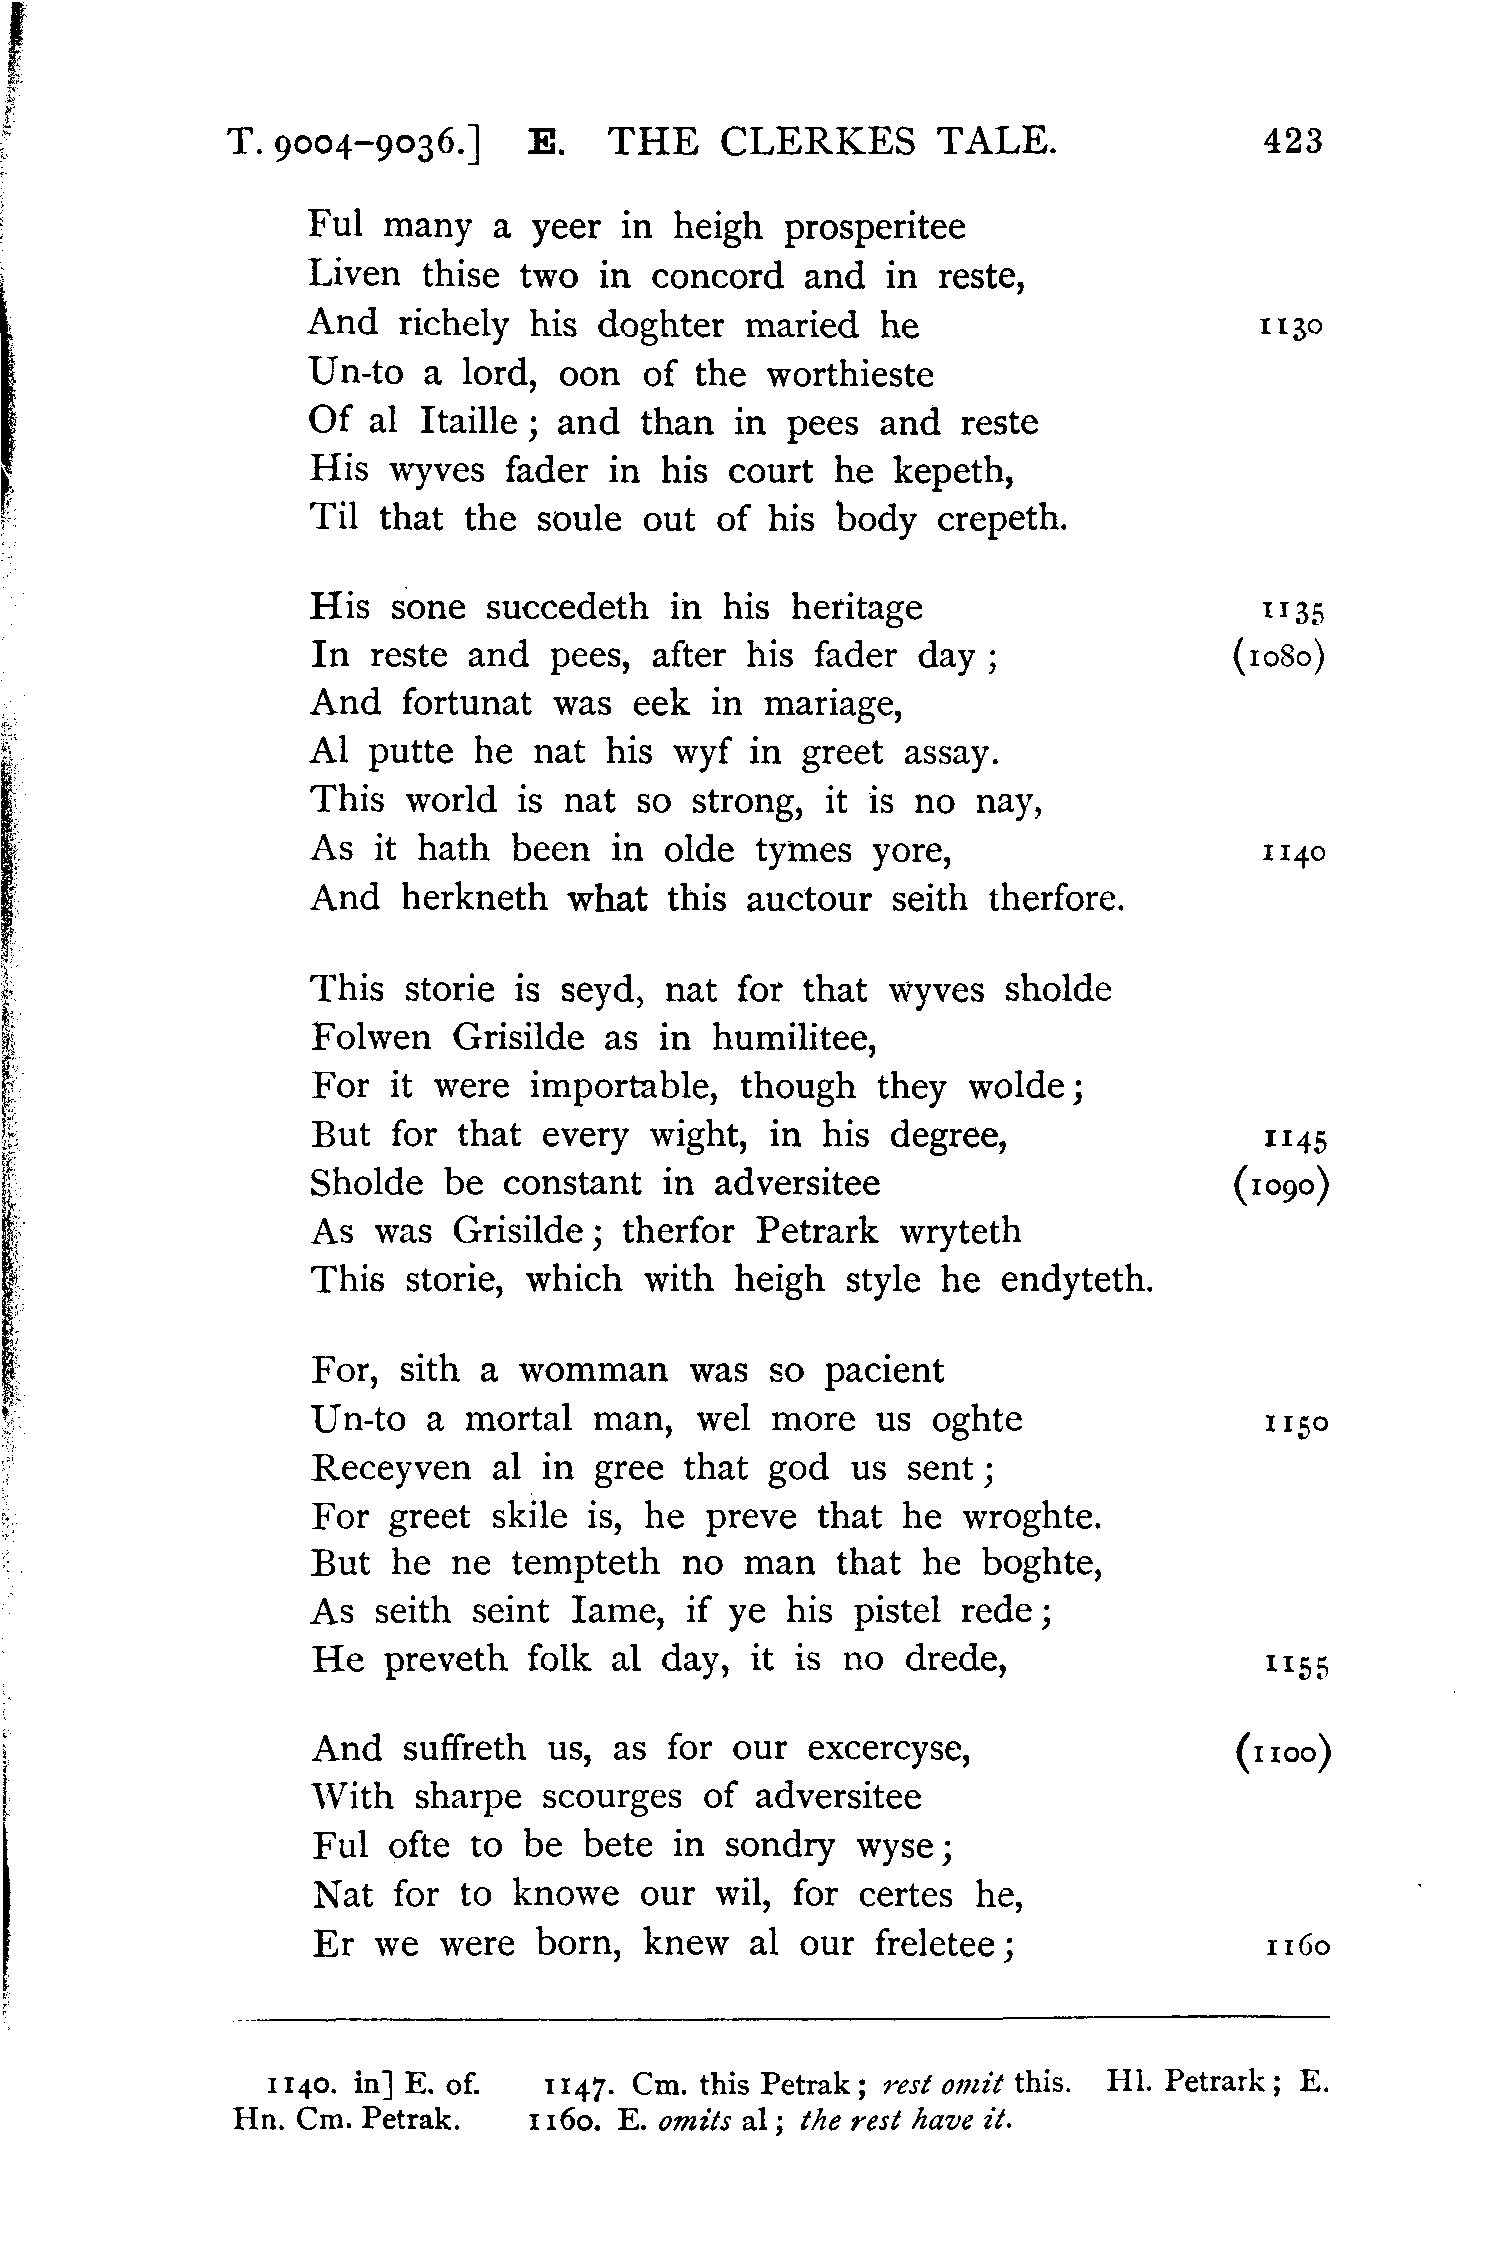 T. 9004–9036.] E. THE CLERKES TALE. 423
Ful many a yeer in heigh prosperitee
Liven thise two in concord and in reste,
And richely his doghter maried he 1130
Un-to a lord, oon of the worthieste
Of al Itaille ; and than in pees and reste
His wyves fader in his court he kepeth,
Til that the soule out of his body crepeth.
His sone succedeth in his heritage 1135
In reste and pees, after his fader day ; (1080)
And fortunat was eek in mariage,
Al putte he nat his wyf in greet assay.
This world is nat so strong, it is no nay,
As it hath been in olde tymes yore, 1140
And herkneth what this auctour seith therfore.
This storie is seyd, nat for that wyves sholde
Folwen Grisilde as in humilitee,
For it were importable, though they wolde ;
But for that every wight, in his degree, 1145
Sholde be constant in adversitee (1090)
As was Grisilde ; therfor Petrark wryteth
This storie, which with heigh style he endyteth.
For, sith a womman was so pacient
Un-to a mortal man, wel more us oghte 1150
Receyven al in gree that god us sent ;
For greet skile is, he preve that he wroghte.
But he ne tempteth no man that he boghte,
As seith seint Iame, if ye his pistel rede ;
He preveth folk al day, it is no drede, 1155
And suffreth us, as for our excercyse, (1100)
With sharpe scourges of adversitee
Ful ofte to be bete in sondry wyse ;
Nat for to knowe our wil, for certes he,
Er we were born, knew al our freletee ; 1160
1140. in] E. of. 1147. Cm. this Petrak ; rest omit this. Hl. Petrark ; E.
Hn. Cm. Petrak. 1160. E. omits al ; the rest have it.